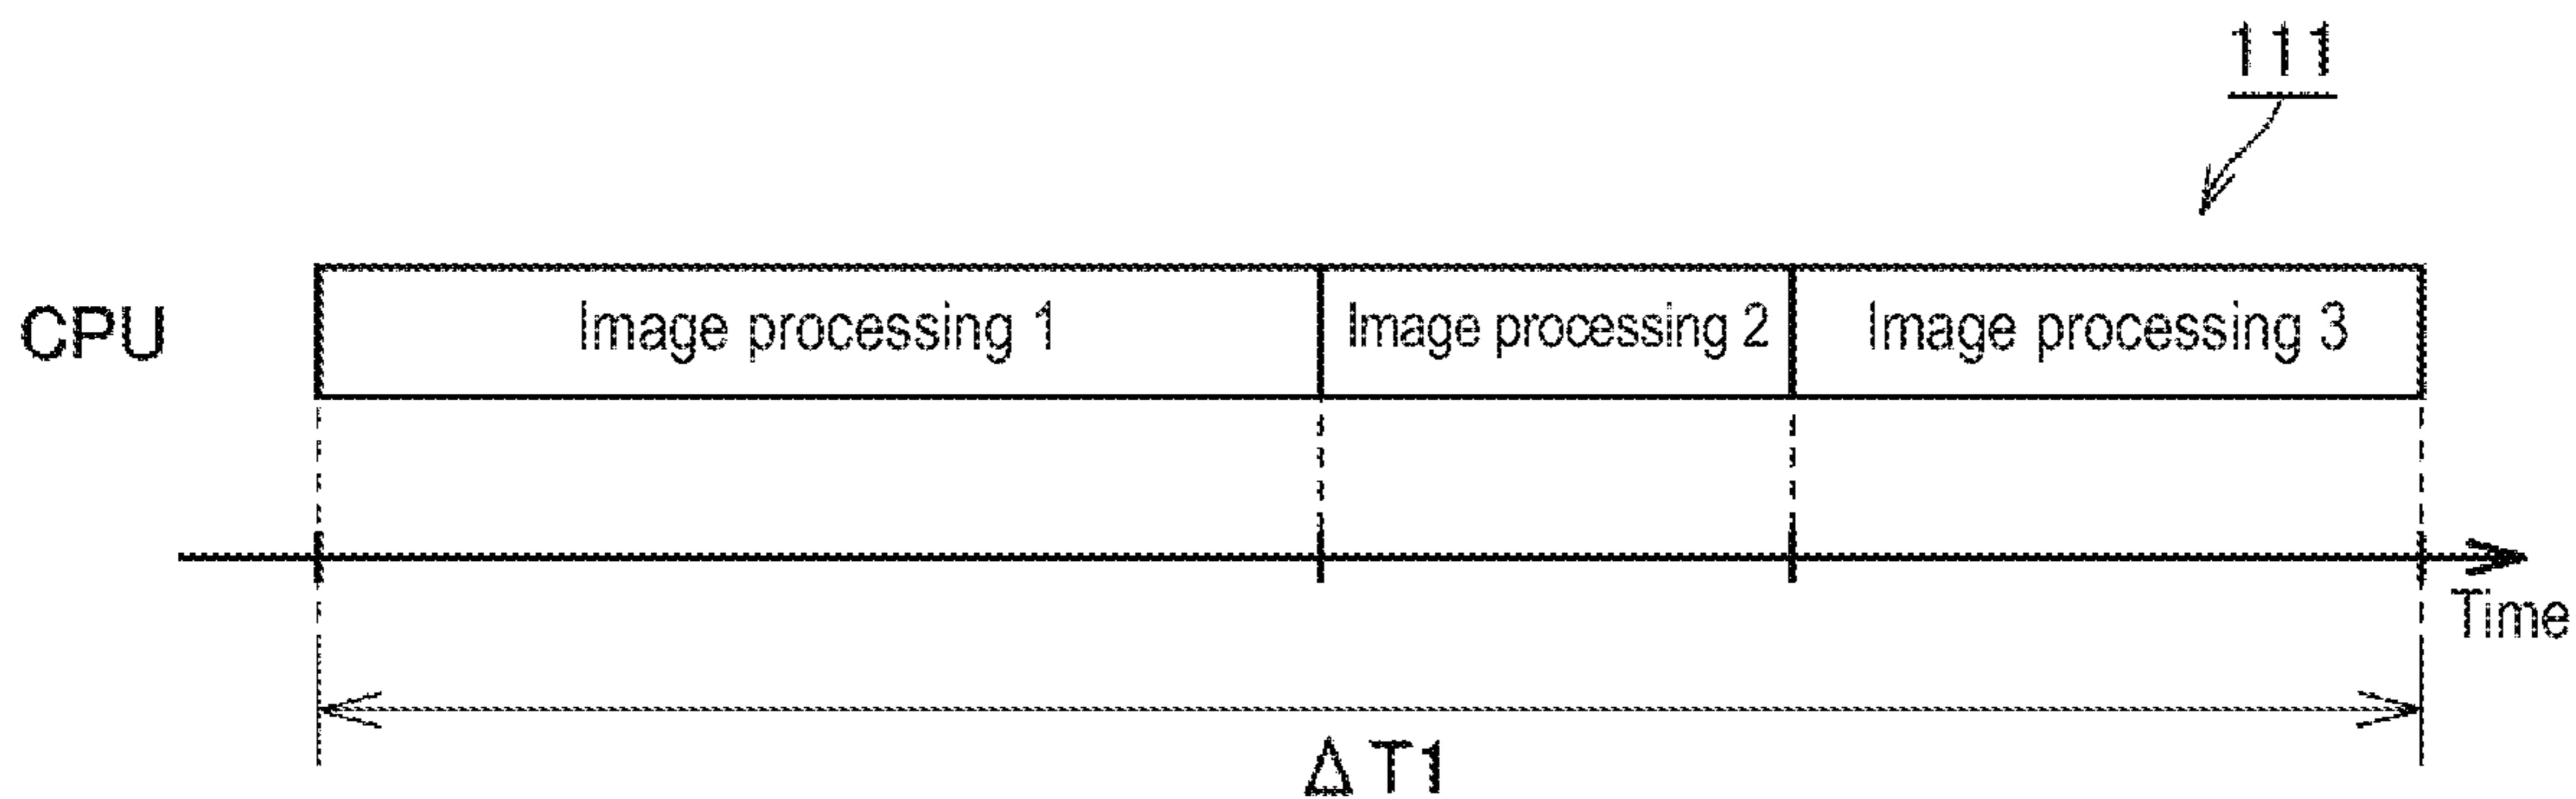 111
CPU
Image processing 1
Image processing 2
Image processing 3
Time
ΔT1